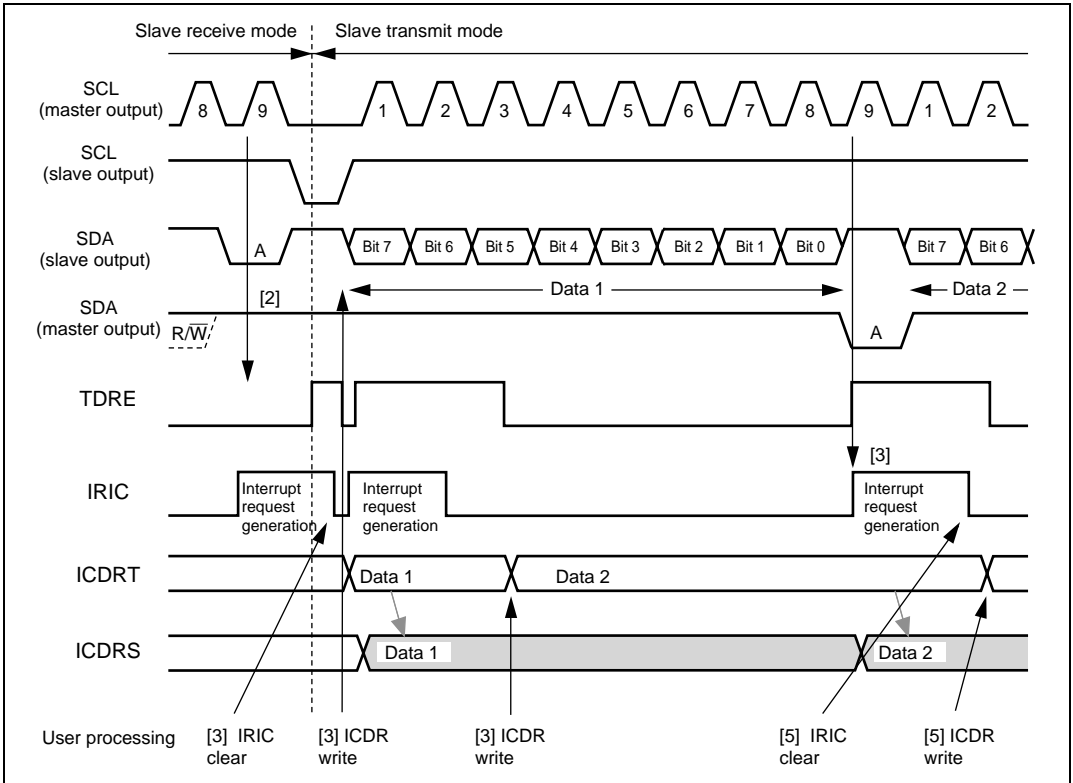 Slave receive mode
Slave transmit mode
SCL
(master output)
8
9
1
2
3
4
5
6
7
8
9
1
2
SCL
(slave output)
SDA
(slave output)
A
Bit 7
Bit 6
Bit 5
Bit 4
Bit 3
Bit 2
Bit 1
Bit 0
Bit 7
Bit 6
[2]
Data 1
Data 2
SDA
(master output)
R/W̅
A
TDRE
[3]
IRIC
Interrupt
request
generation
Interrupt
request
generation
Interrupt
request
generation
ICDRT
Data 1
Data 2
ICDRS
Data 1
Data 2
User processing
[3] IRIC
clear
[3] ICDR
write
[3] ICDR
write
[5] IRIC
clear
[5] ICDR
write